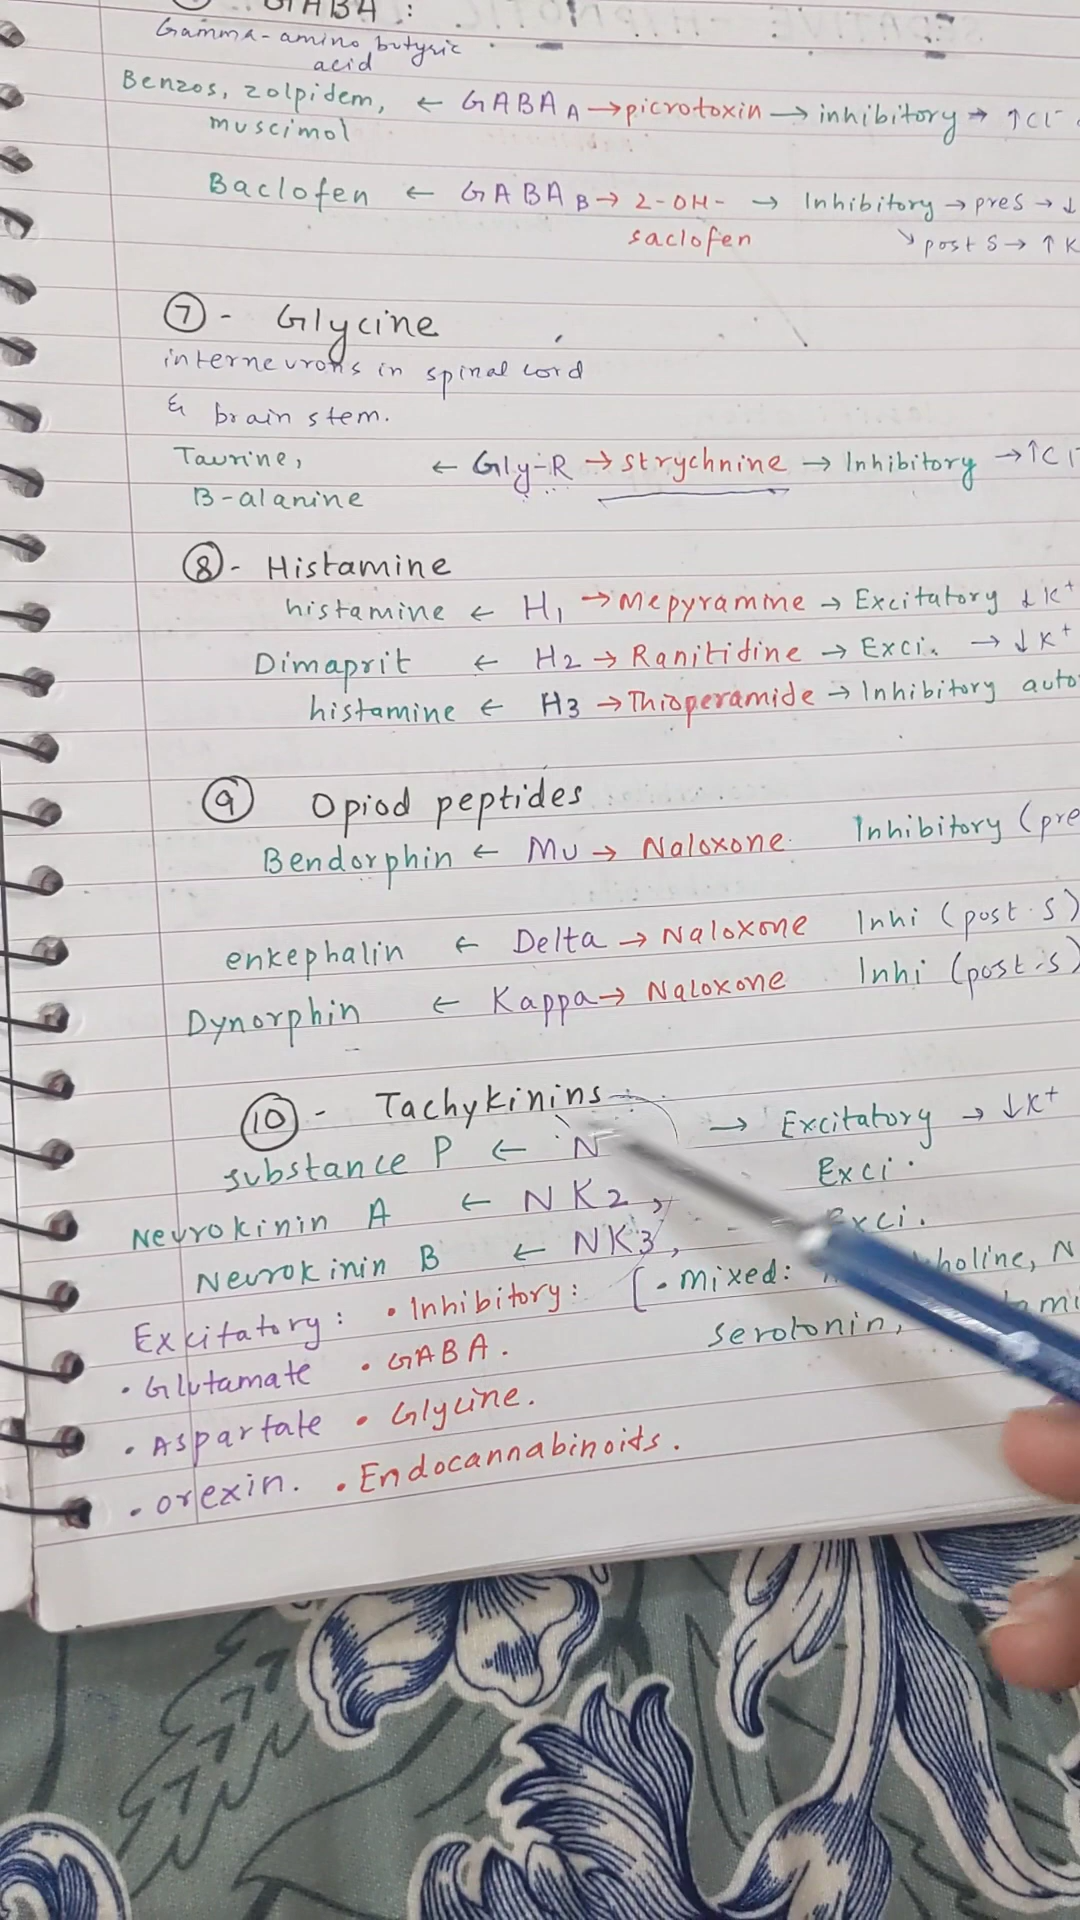 GABA :
Gamma-amino butyric
acid
Benzos, zolpidem, ← GABA A → picrotoxin → inhibitory → ↑Cl⁻
muscimol
Baclofen ← GABA B → 2-OH- → Inhibitory → pres → ↓
saclofen ↘ post S → ↑ K
⑦ - Glycine
interneurons in spinal cord
& brain stem.
Taurine, ← Gly-R → strychnine → Inhibitory → ↑Cl
B-alanine
⑧ - Histamine
histamine ← H₁ → Mepyramine → Excitatory ↓K⁺
Dimaprit ← H2 → Ranitidine → Exci. → ↓K⁺
histamine ← H3 → Thioperamide → Inhibitory auto
⑨ Opiod peptides
Bendorphin ← Mu → Naloxone Inhibitory (pre
enkephalin ← Delta → Naloxone Inhi (post.S)
Dynorphin ← Kappa → Naloxone Inhi (post.s)
⑩ - Tachykinins
substance P ← N → Excitatory → ↓K⁺
Neurokinin A ← NK2, Exci.
Neurokinin B ← NK3, Exci.
Excitatory : • Inhibitory : [ • mixed: holine, N
• Glutamate • GABA. serotonin,
• Aspartate • Glycine.
• orexin. • Endocannabinoids.